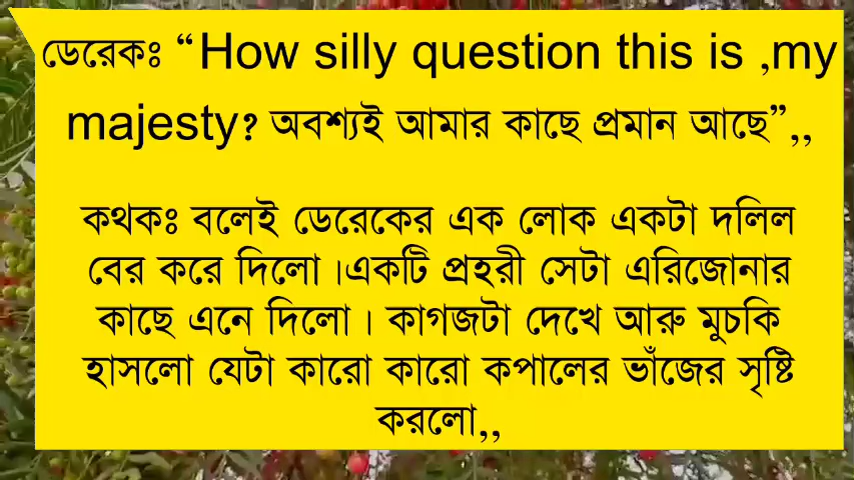 ডেরেকঃ “How silly question this is ,my
majesty? অবশ্যই আমার কাছে প্রমান আছে”,,
কথকঃ বলেই ডেরেকের এক লোক একটা দলিল
বের করে দিলো।একটি প্রহরী সেটা এরিজোনার
কাছে এনে দিলো। কাগজটা দেখে আরু মুচকি
হাসলো যেটা কারো কারো কপালের ভাঁজের সৃষ্টি
করলো,,